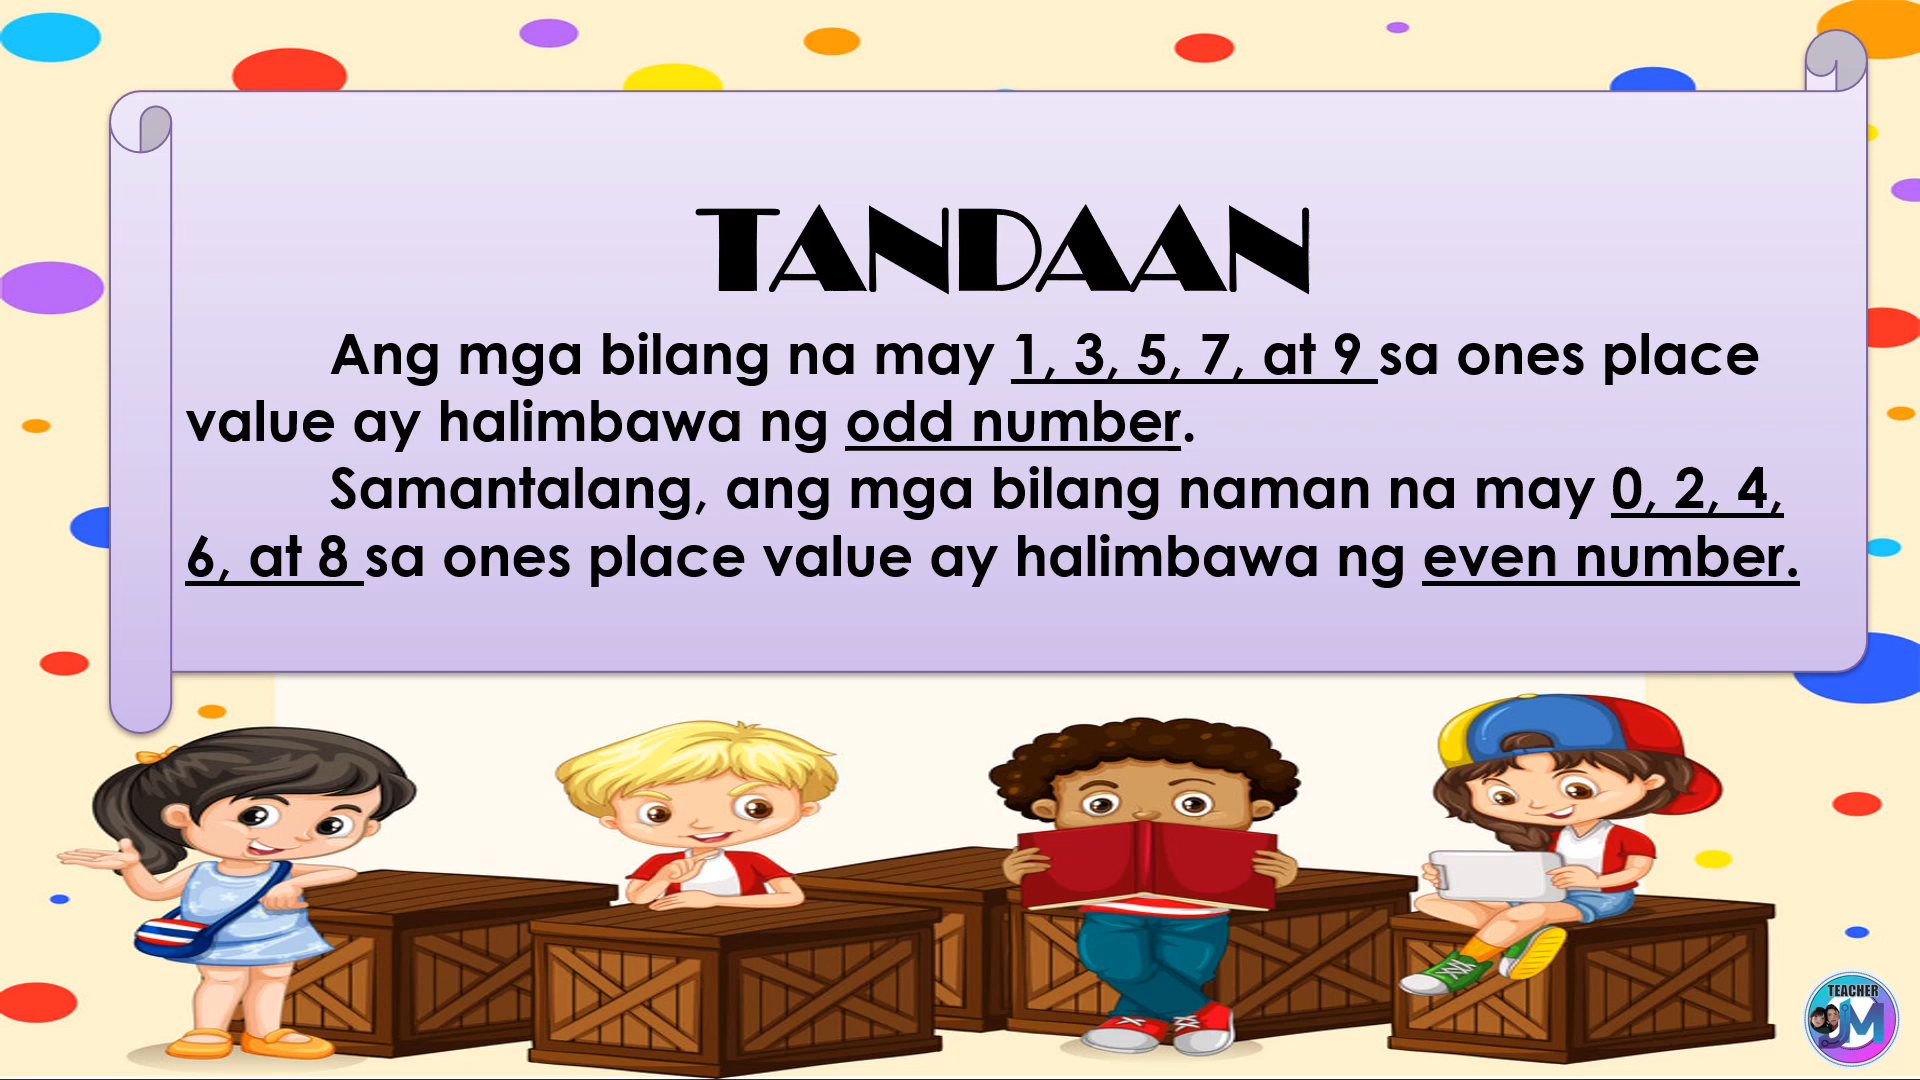 TANDAAN
Ang mga bilang na may 1, 3, 5, 7, at 9 sa ones place
value ay halimbawa ng odd number.
Samantalang, ang mga bilang naman na may 0, 2, 4,
6, at 8 sa ones place value ay halimbawa ng even number.
TEACHER
JM